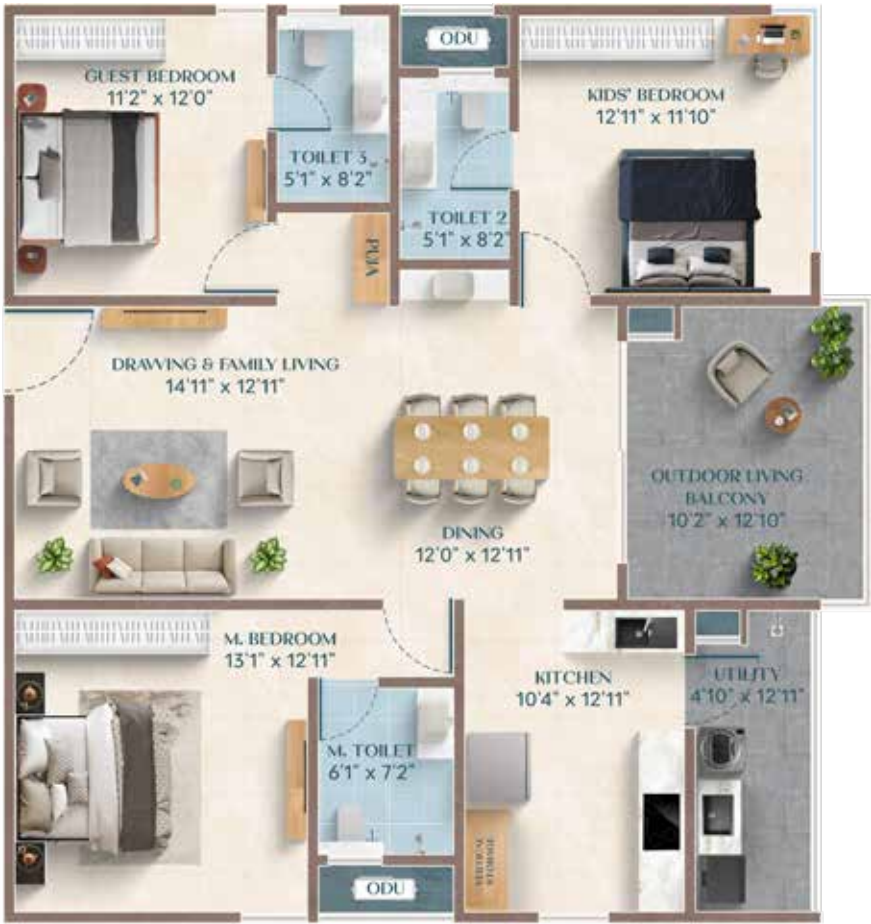 ODU
GUEST BEDROOM
11'2" x 12'0"
KIDS' BEDROOM
12'11" x 11'10"
TOILET 3
5'1" x 8'2"
TOILET 2
5'1" x 8'2"
PUJA
DRAWING & FAMILY LIVING
14'11" x 12'11"
OUTDOOR LIVING
BALCONY
10'2" x 12'10"
DINING
12'0" x 12'11"
M. BEDROOM
13'1" x 12'11"
KITCHEN
10'4" x 12'11"
UTILITY
4'10" x 12'11"
M. TOILET
6'1" x 7'2"
ODU